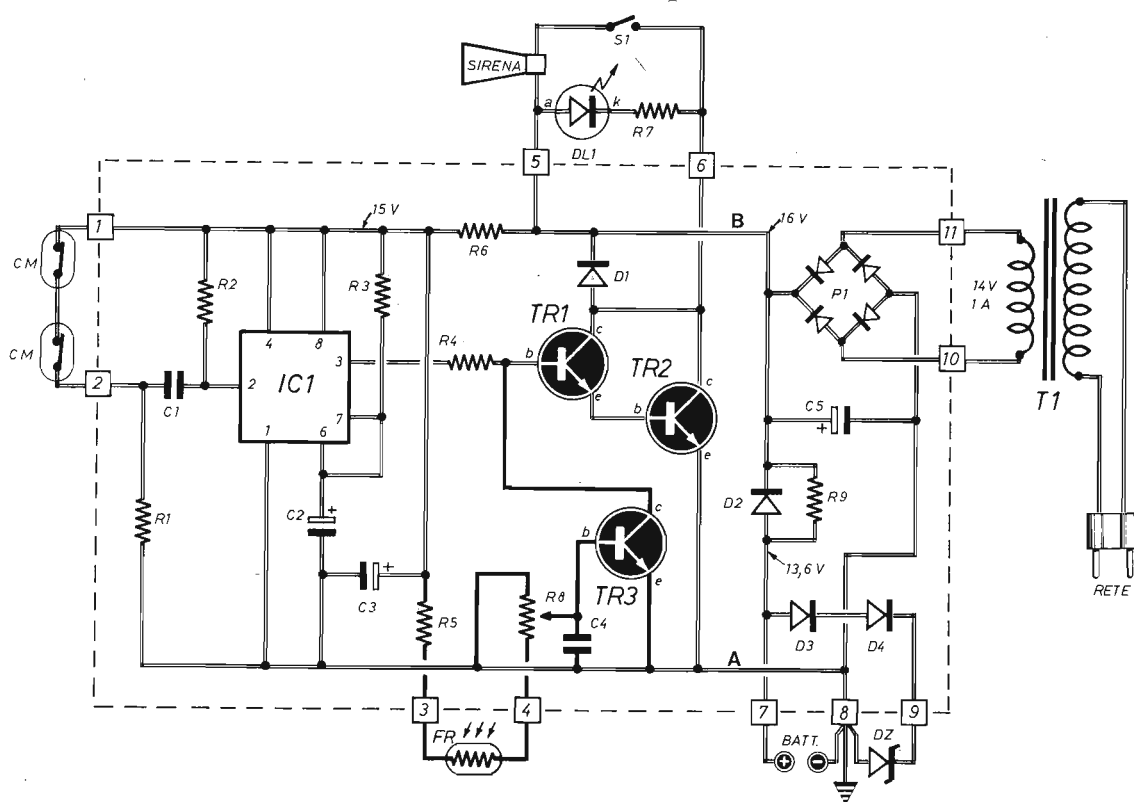 S1
SIRENA
a
k
R7
DL1
5
6
15 V
B
16 V
1
11
R6
CM
R2
R3
D1
P1
14V
1 A
4
8
TR1
R4
c
3
b
TR2
CM
10
2
2
IC1
e
c
T1
C1
7
b
C5
+
1
6
e
R9
D2
R1
C2
+
c
b
13,6 V
+
e
RETE
C3
R8
TR3
R5
C4
D3
D4
A
3
4
7
8
9
FR
BATT.
DZ
+
-